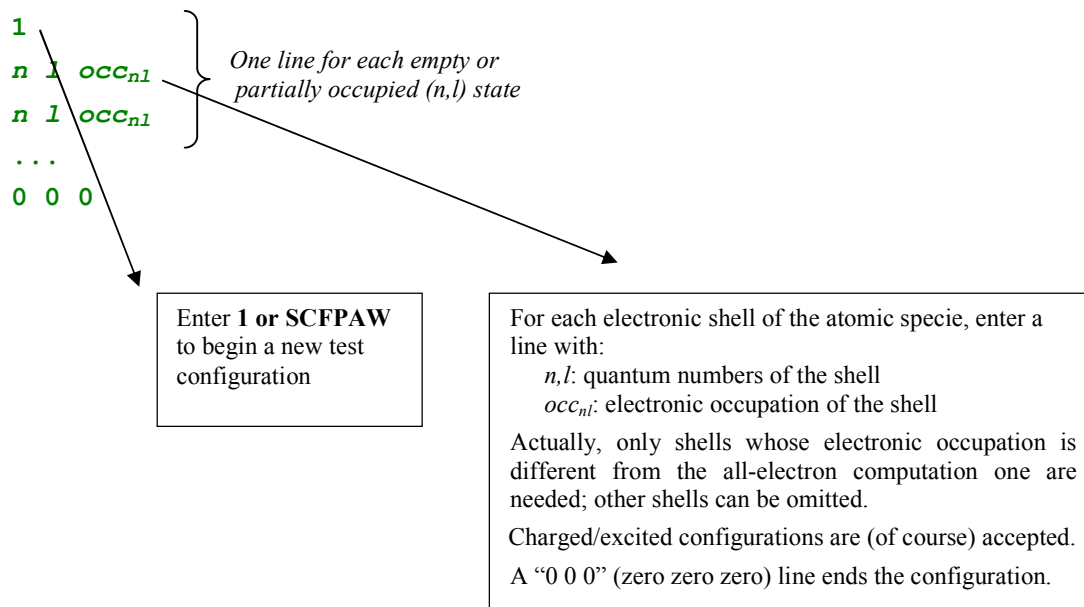 1
n l occnl
n l occnl
...
0 0 0
One line for each empty or
partially occupied (n,l) state
Enter 1 or SCFPAW
to begin a new test
configuration
For each electronic shell of the atomic specie, enter a
line with:
n,l: quantum numbers of the shell
occnl: electronic occupation of the shell
Actually, only shells whose electronic occupation is
different from the all-electron computation one are
needed; other shells can be omitted.
Charged/excited configurations are (of course) accepted.
A “0 0 0” (zero zero zero) line ends the configuration.